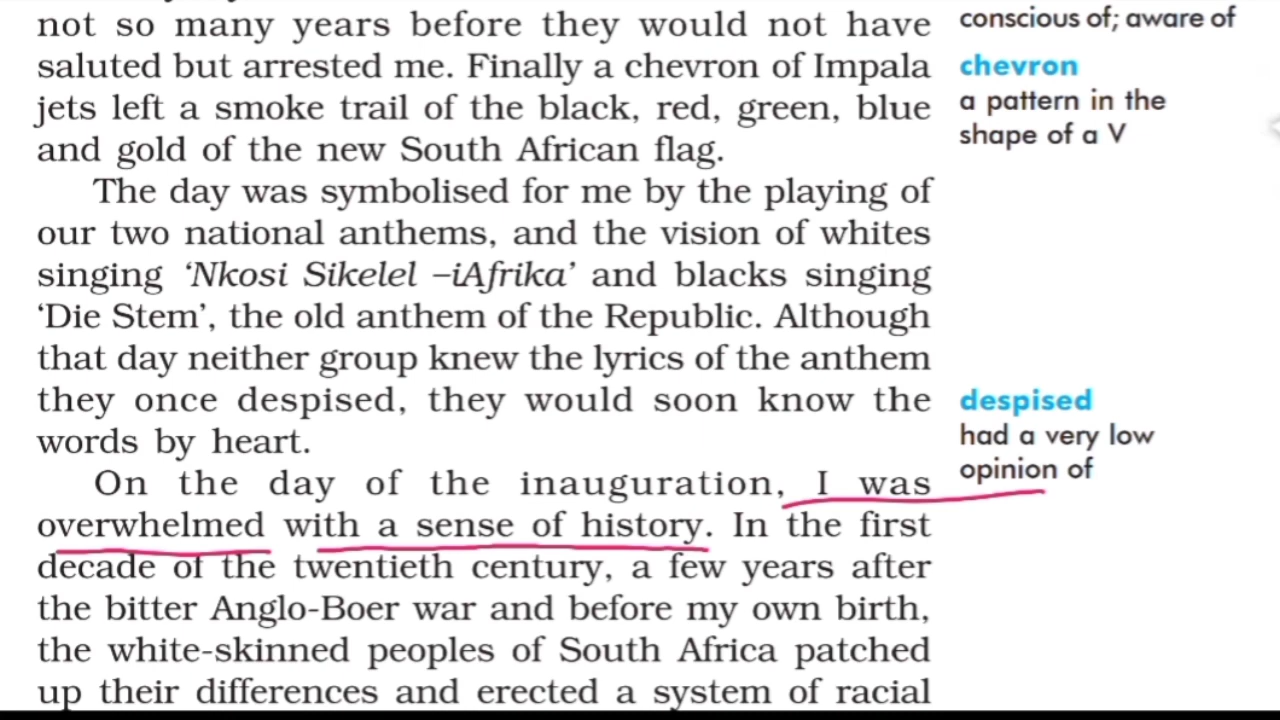 not so many years before they would not have
saluted but arrested me. Finally a chevron of Impala
jets left a smoke trail of the black, red, green, blue
and gold of the new South African flag.
The day was symbolised for me by the playing of
our two national anthems, and the vision of whites
singing ‘Nkosi Sikelel –iAfrika’ and blacks singing
‘Die Stem’, the old anthem of the Republic. Although
that day neither group knew the lyrics of the anthem
they once despised, they would soon know the
words by heart.
On the day of the inauguration, I was
overwhelmed with a sense of history. In the first
decade of the twentieth century, a few years after
the bitter Anglo-Boer war and before my own birth,
the white-skinned peoples of South Africa patched
up their differences and erected a system of racial
conscious of; aware of
chevron
a pattern in the
shape of a V
despised
had a very low
opinion of